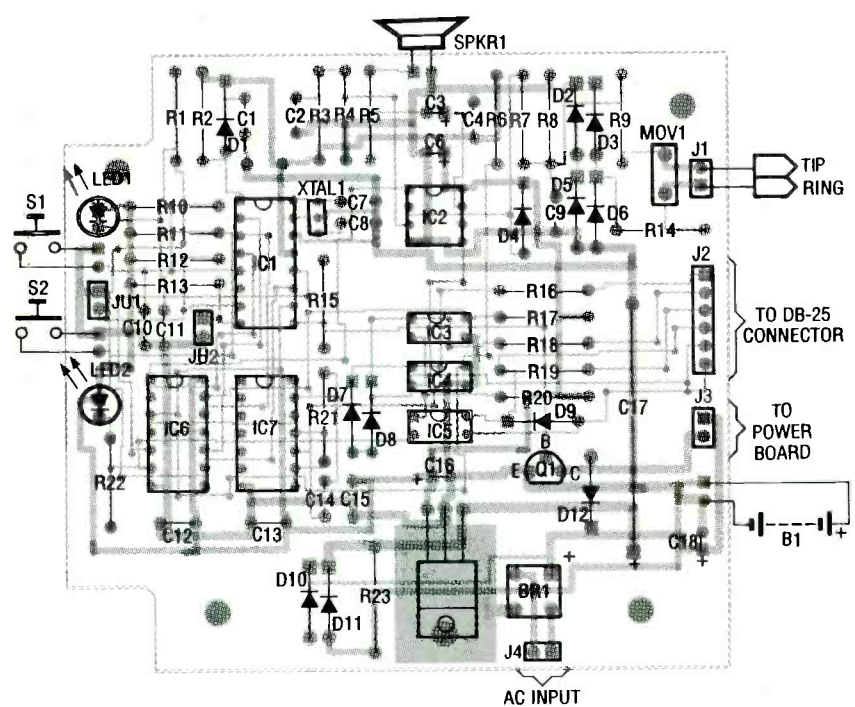 SPKR1
R1 R2 C1 C2 R3 R4 R5 C3 C4 R6 R7 R8 D2 R9
D1 C6 D3 MOV1 J1
+
TIP
RING
LED1
S1
R10 XTAL1 C7 IC2 D5
R11 C8 D4 C9 D6
R14
R12 C1 J2
R13
S2
JU1 R15 R16
C10 C11 R17
JU2 IC3 R18
TO DB-25
CONNECTOR
LED2 R19
IC4 R20 C17
D7 D9 J3
IC6 IC7 R21 D8 IC5 B
TO
POWER
BOARD
R22 C16 E Q1 C
+
C14 C15 D12
C12 C13 C18 B1 +
+ +
+
D10 R23 BR1
D11
J4
AC INPUT